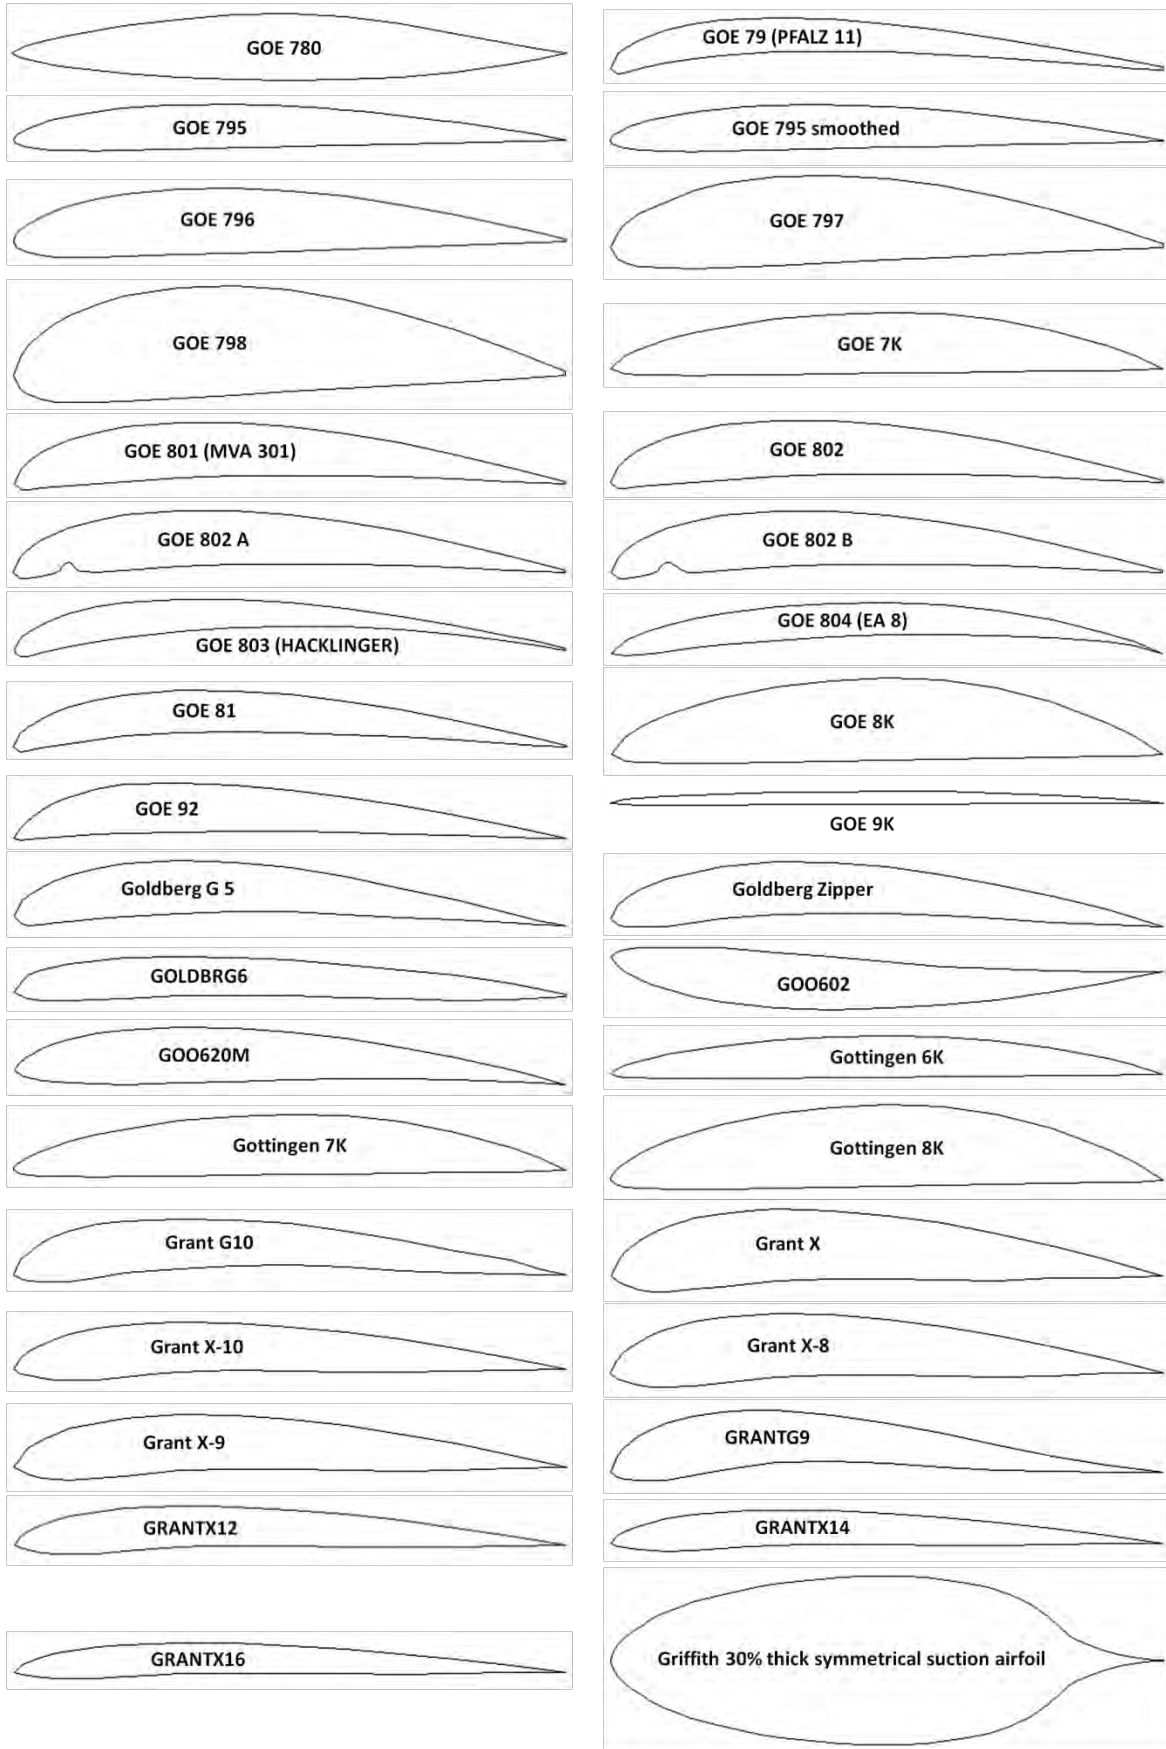 GOE 780
GOE 79 (PFALZ 11)
GOE 795
GOE 795 smoothed
GOE 796
GOE 797
GOE 798
GOE 7K
GOE 801 (MVA 301)
GOE 802
GOE 802 A
GOE 802 B
GOE 803 (HACKLINGER)
GOE 804 (EA 8)
GOE 81
GOE 8K
GOE 92
GOE 9K
Goldberg G 5
Goldberg Zipper
GOLDBRG6
GOO602
GOO620M
Gottingen 6K
Gottingen 7K
Gottingen 8K
Grant G10
Grant X
Grant X-10
Grant X-8
Grant X-9
GRANTG9
GRANTX12
GRANTX14
GRANTX16
Griffith 30% thick symmetrical suction airfoil